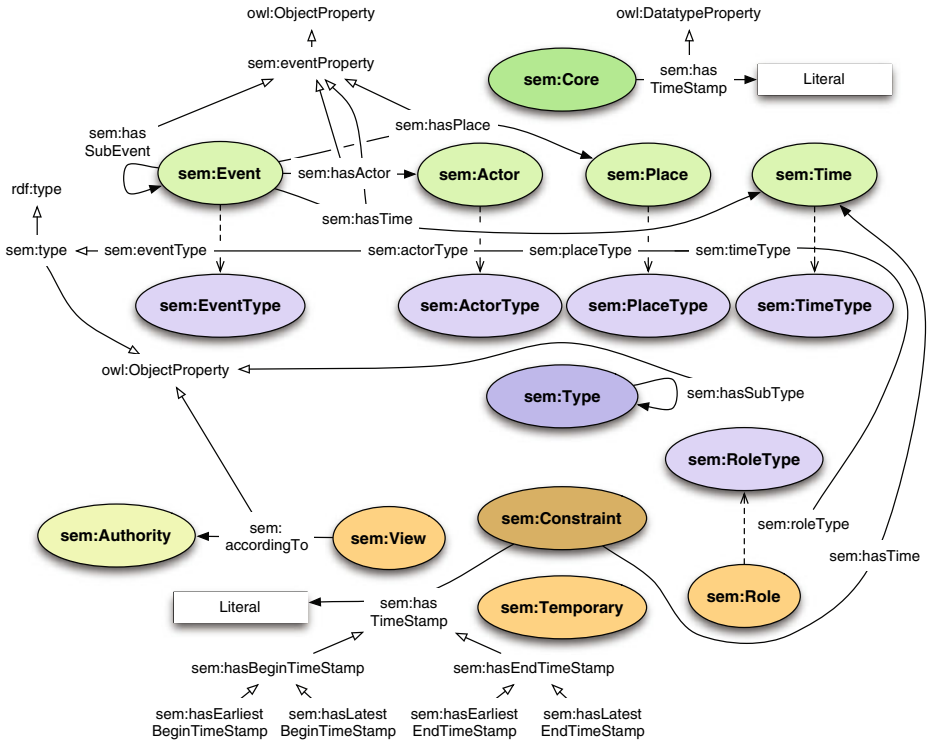 owl:ObjectProperty
owl:DatatypeProperty
sem:eventProperty
sem:Core
sem:has
TimeStamp
Literal
sem:has
SubEvent
sem:hasPlace
sem:Event
sem:hasActor
sem:Actor
sem:Place
sem:Time
rdf:type
sem:hasTime
sem:type
sem:eventType
sem:actorType
sem:placeType
sem:timeType
sem:EventType
sem:ActorType
sem:PlaceType
sem:TimeType
owl:ObjectProperty
sem:Type
sem:hasSubType
sem:RoleType
sem:Authority
sem:
accordingTo
sem:View
sem:Constraint
sem:roleType
sem:hasTime
Literal
sem:has
TimeStamp
sem:Temporary
sem:Role
sem:hasBeginTimeStamp
sem:hasEndTimeStamp
sem:hasEarliest
BeginTimeStamp
sem:hasLatest
BeginTimeStamp
sem:hasEarliest
EndTimeStamp
sem:hasLatest
EndTimeStamp